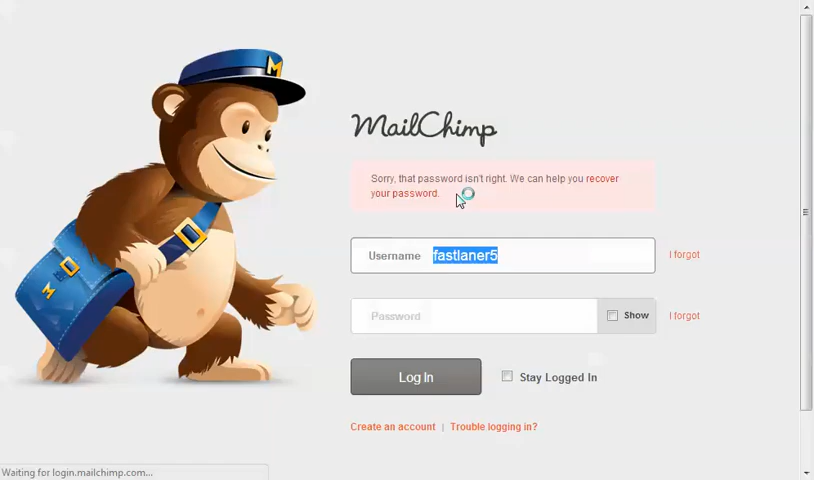 M
MailChimp
Sorry, that password isn't right. We can help you recover
your password.
Username fastlaner5 I forgot
Password Show I forgot
M
Log In Stay Logged In
Create an account | Trouble logging in?
Waiting for login.mailchimp.com...